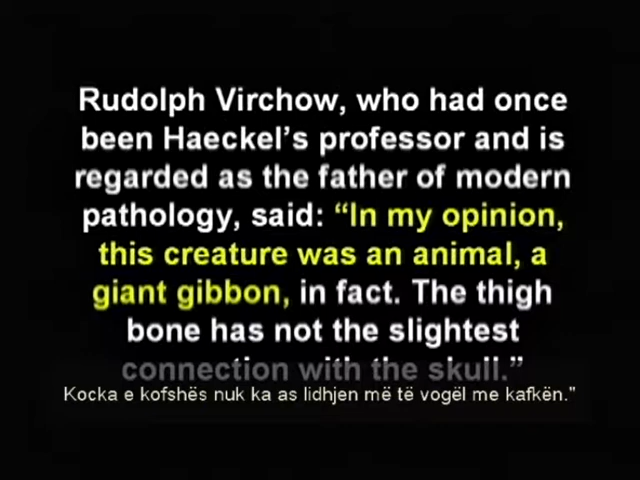 Rudolph Virchow, who had once
been Haeckel's professor and is
regarded as the father of modern
pathology, said: “In my opinion,
this creature was an animal, a
giant gibbon, in fact. The thigh
bone has not the slightest
connection with the skull.”
Kocka e kofshës nuk ka as lidhjen më të vogël me kafkën."